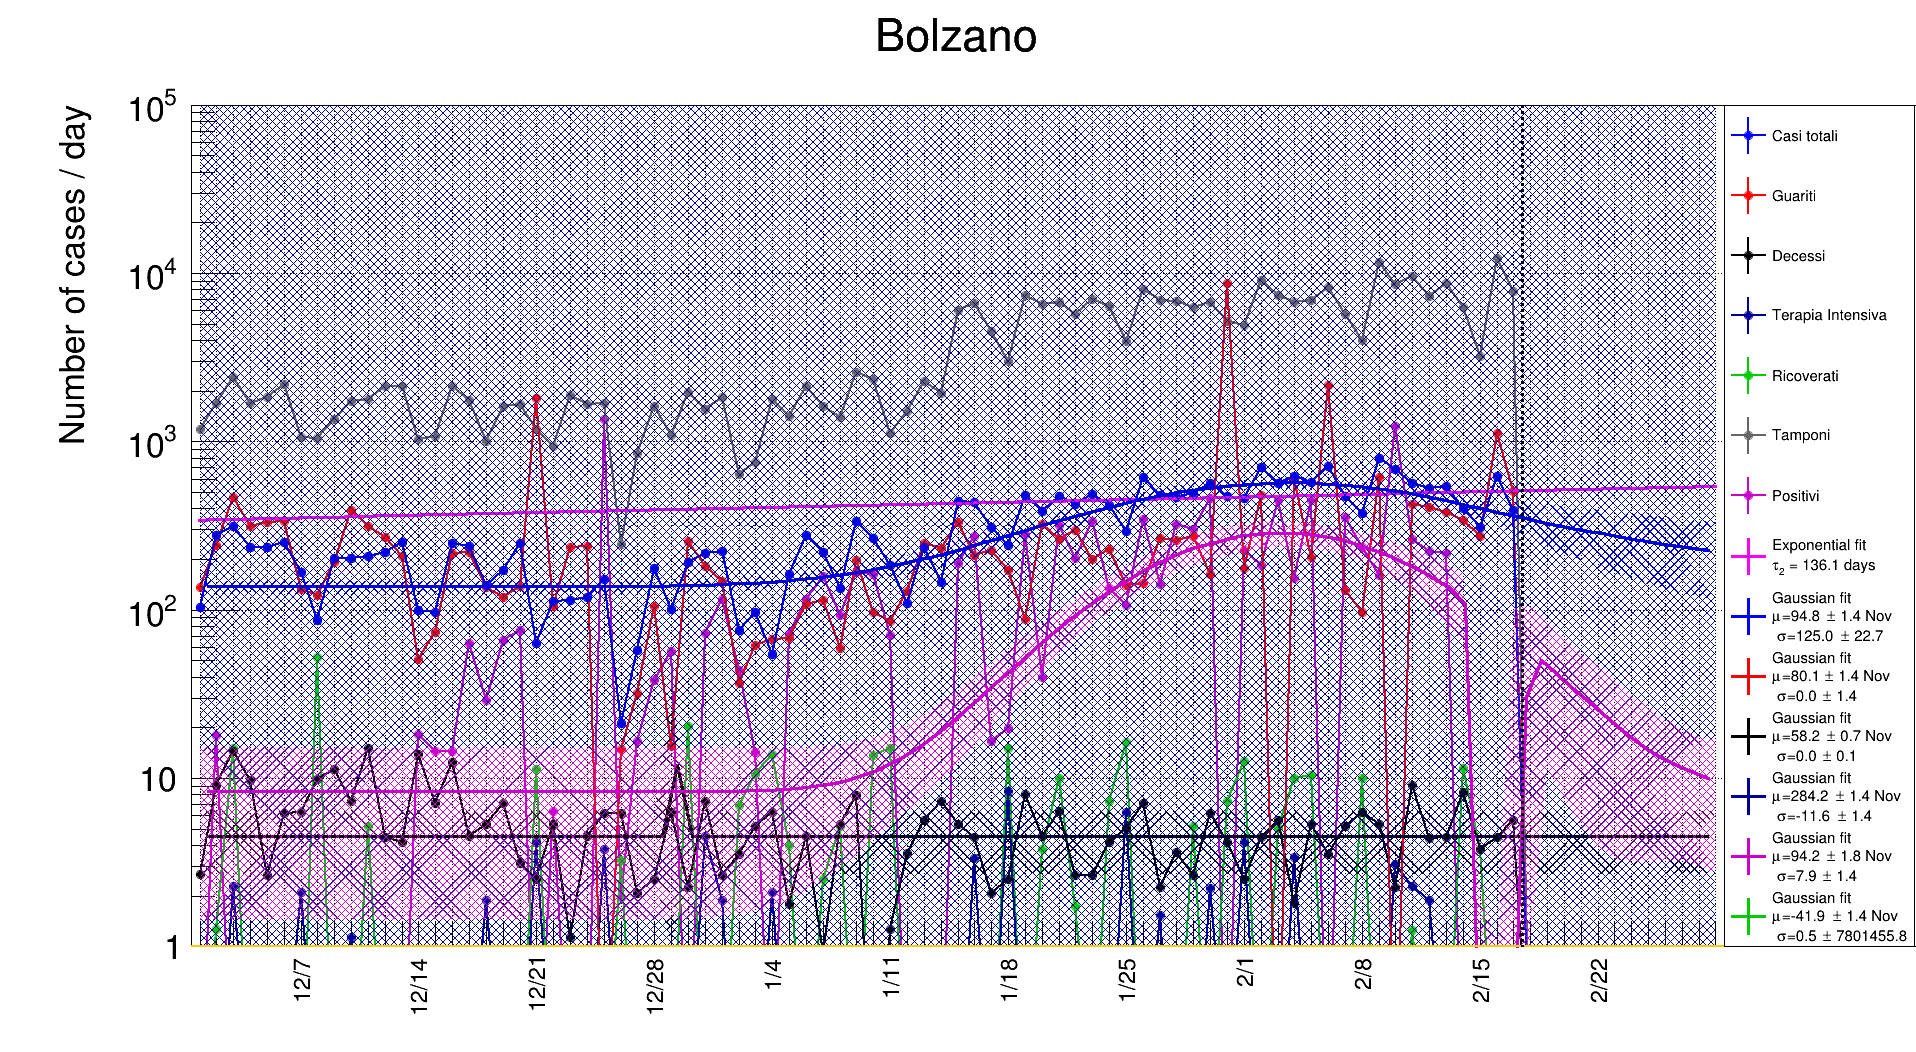 Bolzano
Number of cases / day
10^5
10^4
10^3
10^2
10
1
12/7
12/14
12/21
12/28
1/4
1/11
1/18
1/25
2/1
2/8
2/15
2/22
Casi totali
Guariti
Decessi
Terapia Intensiva
Ricoverati
Tamponi
Positivi
Exponential fit
τ₂ = 136.1 days
Gaussian fit
μ=94.8 ± 1.4 Nov
σ=125.0 ± 22.7
Gaussian fit
μ=80.1 ± 1.4 Nov
σ=0.0 ± 1.4
Gaussian fit
μ=58.2 ± 0.7 Nov
σ=0.0 ± 0.1
Gaussian fit
μ=284.2 ± 1.4 Nov
σ=-11.6 ± 1.4
Gaussian fit
μ=94.2 ± 1.8 Nov
σ=7.9 ± 1.4
Gaussian fit
μ=-41.9 ± 1.4 Nov
σ=0.5 ± 7801455.8